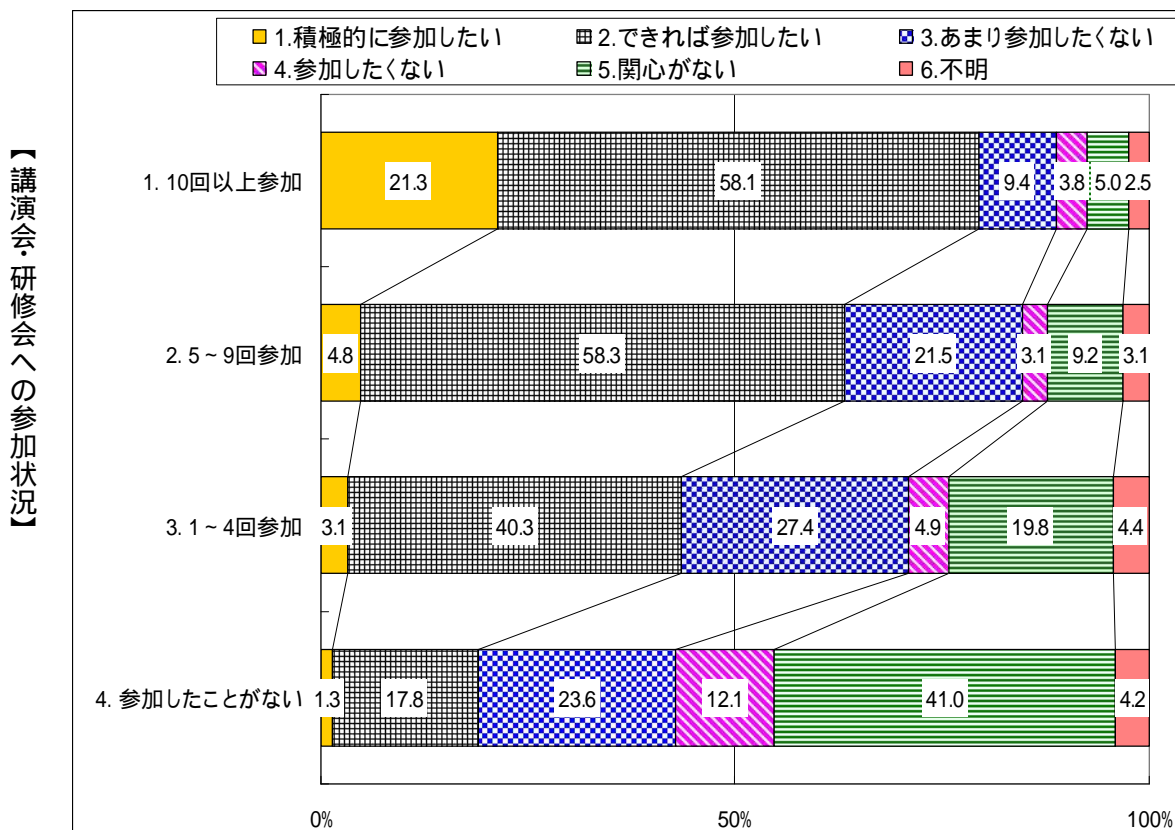 1.積極的に参加したい 2.できれば参加したい 3.あまり参加したくない
4.参加したくない 5.関心がない 6.不明
【講演会・研修会への参加状況】
1. 10回以上参加 21.3 58.1 9.4 3.8 5.0 2.5
2. 5~9回参加 4.8 58.3 21.5 3.1 9.2 3.1
3. 1~4回参加 3.1 40.3 27.4 4.9 19.8 4.4
4. 参加したことがない 1.3 17.8 23.6 12.1 41.0 4.2
0% 50% 100%